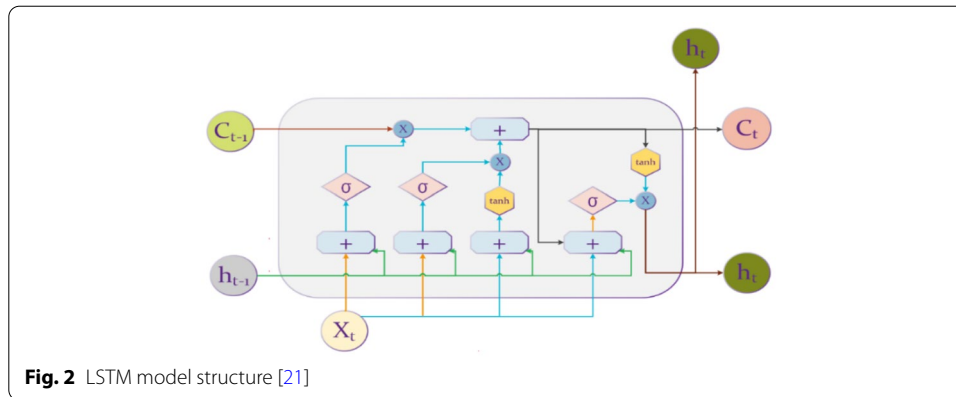 h_t
C_{t-1} X + C_t
X tanh
σ σ tanh σ X
+ + + +
h_{t-1} h_t
X_t
Fig. 2 LSTM model structure [21]